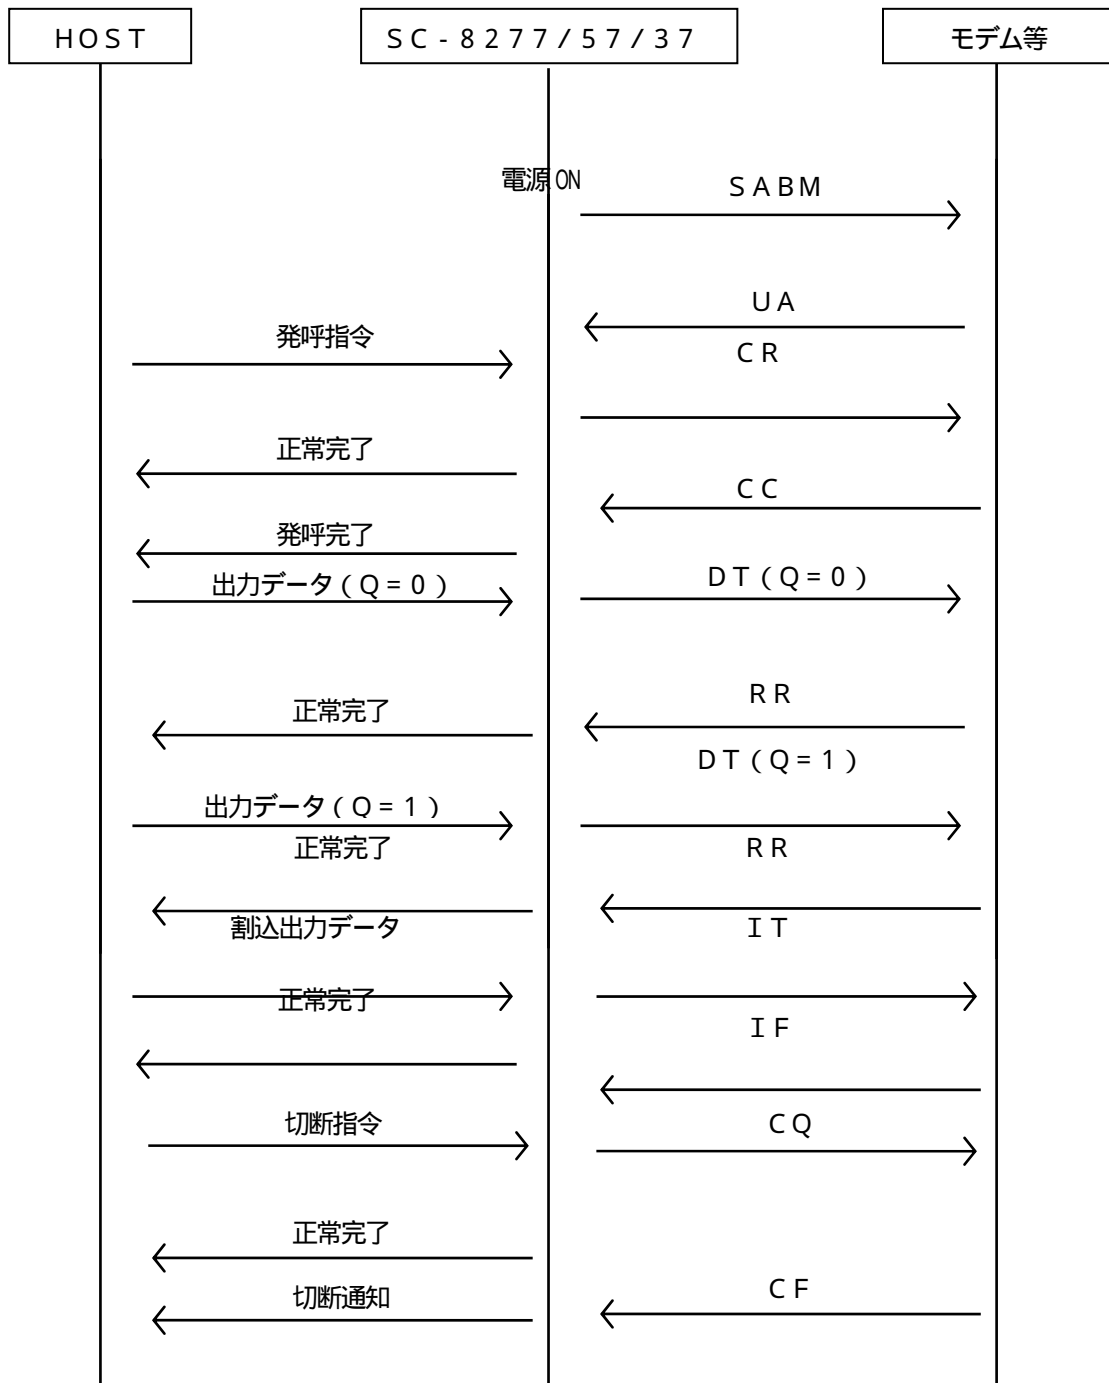 HOST
SC-8277/57/37
モデム等
電源ON
SABM
UA
発呼指令
CR
正常完了
CC
発呼完了
出力データ(Q=0)
DT(Q=0)
RR
正常完了
DT(Q=1)
出力データ(Q=1)
正常完了
RR
割込出力データ
IT
正常完了
IF
切断指令
CQ
正常完了
切断通知
CF